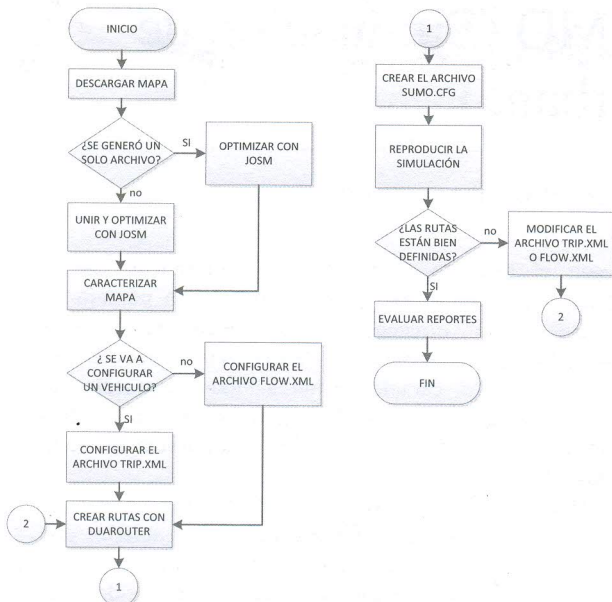 INICIO
DESCARGAR MAPA
¿SE GENERÓ UN
SOLO ARCHIVO?
SI
OPTIMIZAR CON
JOSM
no
UNIR Y OPTIMIZAR
CON JOSM
CARACTERIZAR
MAPA
¿ SE VA A
CONFIGURAR
UN VEHICULO?
no
CONFIGURAR EL
ARCHIVO FLOW.XML
SI
CONFIGURAR EL
ARCHIVO TRIP.XML
2
CREAR RUTAS CON
DUAROUTER
1
1
CREAR EL ARCHIVO
SUMO.CFG
REPRODUCIR LA
SIMULACIÓN
¿LAS RUTAS
ESTÁN BIEN
DEFINIDAS?
no
MODIFICAR EL
ARCHIVO TRIP.XML
O FLOW.XML
2
SI
EVALUAR REPORTES
FIN